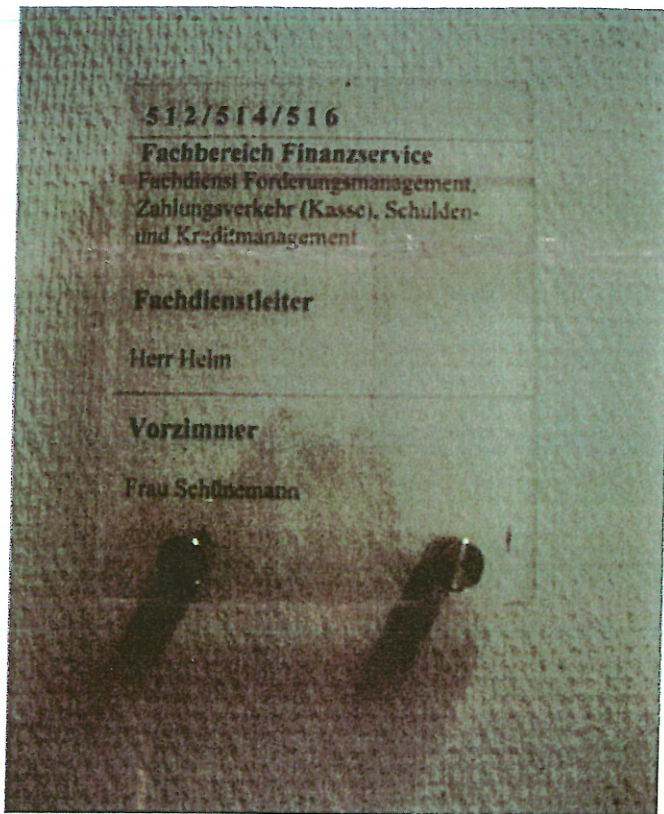 512/514/516
Fachbereich Finanzservice
Fachdienst Forderungsmanagement,
Zahlungsverkehr (Kasse), Schulden-
und Kreditmanagement
Fachdienstleiter
Herr Helm
Vorzimmer
Frau Schünemann